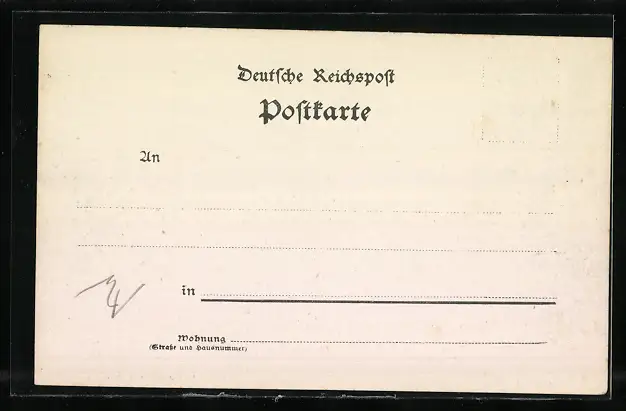 Deutsche Reichspost
Postkarte
An
in
Wohnung
(Straße und Hausnummer)